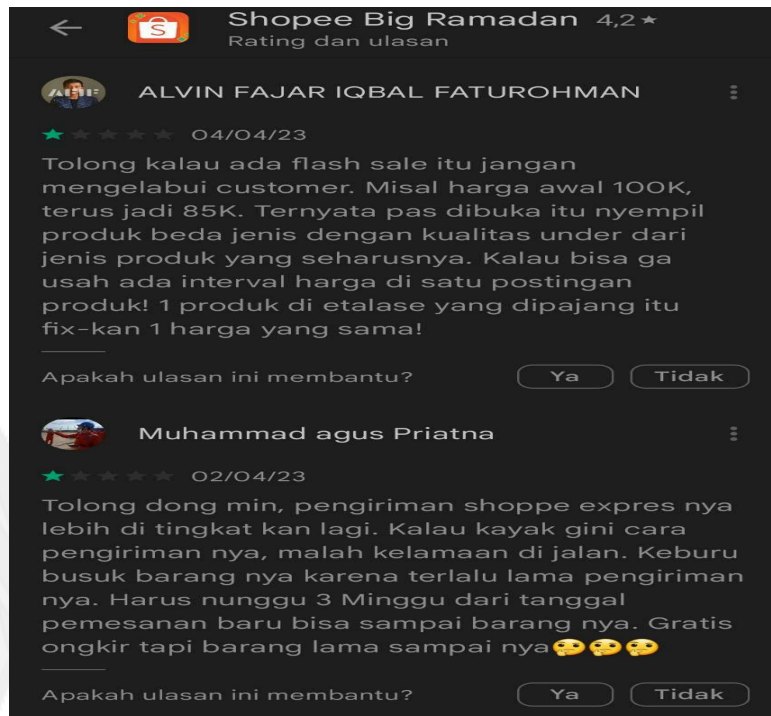 Shopee Big Ramadan 4,2★
Rating dan ulasan
ALVIN FAJAR IQBAL FATUROHMAN
04/04/23
Tolong kalau ada flash sale itu jangan
mengelabui customer. Misal harga awal 100K,
terus jadi 85K. Ternyata pas dibuka itu nyempil
produk beda jenis dengan kualitas under dari
jenis produk yang seharusnya. Kalau bisa ga
usah ada interval harga di satu postingan
produk! 1 produk di etalase yang dipajang itu
fix-kan 1 harga yang sama!
Apakah ulasan ini membantu? Ya Tidak
Muhammad agus Priatna
02/04/23
Tolong dong min, pengiriman shoppe expres nya
lebih di tingkat kan lagi. Kalau kayak gini cara
pengiriman nya, malah kelamaan di jalan. Keburu
busuk barang nya karena terlalu lama pengiriman
nya. Harus nunggu 3 Minggu dari tanggal
pemesanan baru bisa sampai barang nya. Gratis
ongkir tapi barang lama sampai nya🤔🤔🤔
Apakah ulasan ini membantu? Ya Tidak